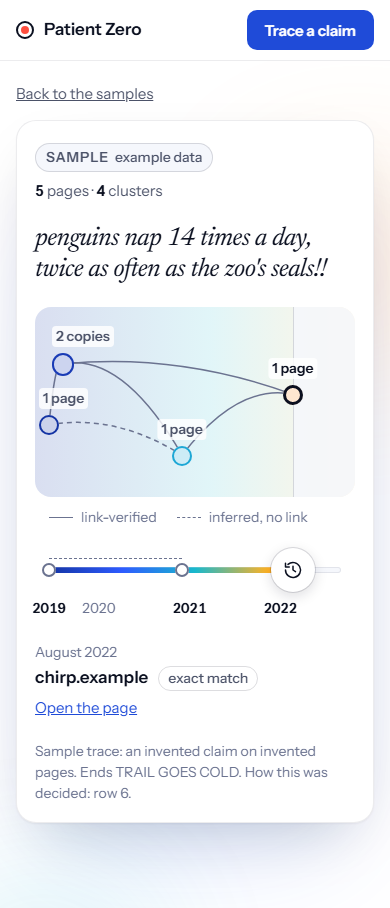 Patient Zero
Trace a claim
Back to the samples
SAMPLE example data
5 pages · 4 clusters
penguins nap 14 times a day,
twice as often as the zoo's seals!!
2 copies
1 page
1 page
1 page
link-verified
inferred, no link
2019 2020 2021 2022
August 2022
chirp.example exact match
Open the page
Sample trace: an invented claim on invented
pages. Ends TRAIL GOES COLD. How this was
decided: row 6.